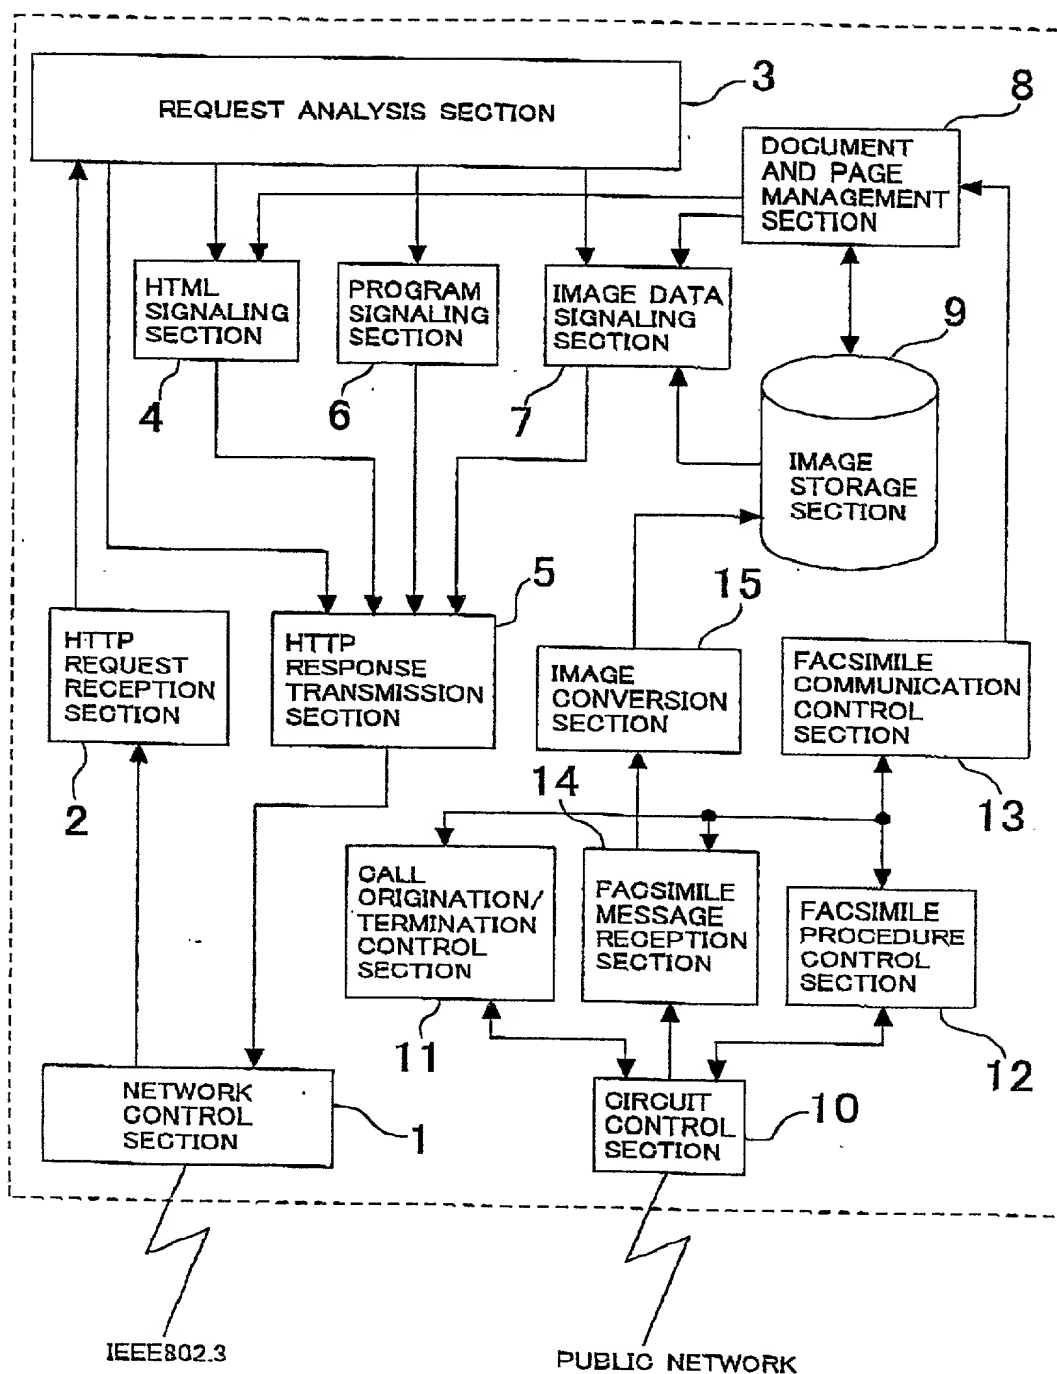 3
REQUEST ANALYSIS SECTION
8
DOCUMENT
AND PAGE
MANAGEMENT
SECTION
HTML
SIGNALING
SECTION
4
PROGRAM
SIGNALING
SECTION
6
IMAGE DATA
SIGNALING
SECTION
7
9
IMAGE
STORAGE
SECTION
HTTP
REQUEST
RECEPTION
SECTION
2
5
HTTP
RESPONSE
TRANSMISSION
SECTION
15
IMAGE
CONVERSION
SECTION
FACSIMILE
COMMUNICATION
CONTROL
SECTION
13
14
CALL
ORIGINATION/
TERMINATION
CONTROL
SECTION
11
FACSIMILE
MESSAGE
RECEPTION
SECTION
FACSIMILE
PROCEDURE
CONTROL
SECTION
12
NETWORK
CONTROL
SECTION
1
CIRCUIT
CONTROL
SECTION
10
IEEE802.3
PUBLIC NETWORK